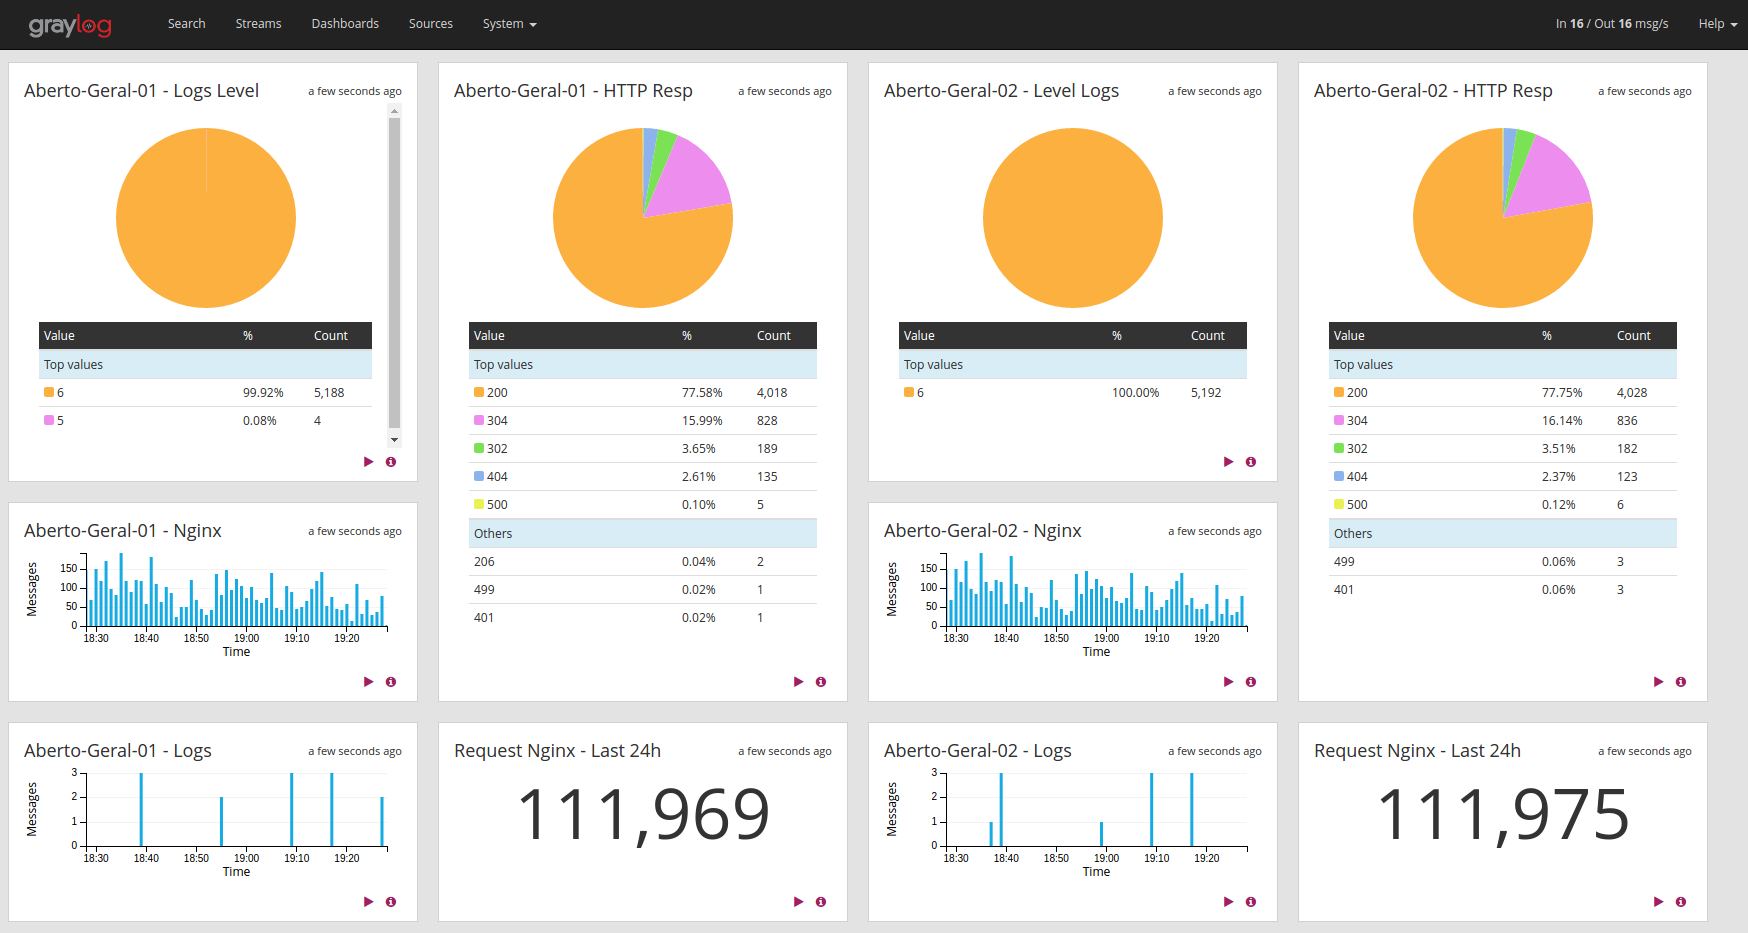 graylog Search Streams Dashboards Sources System In 16 / Out 16 msg/s Help
Aberto-Geral-01 - Logs Level a few seconds ago
Value % Count
Top values
6 99.92% 5,188
5 0.08% 4
Aberto-Geral-01 - HTTP Resp a few seconds ago
Value % Count
Top values
200 77.58% 4,018
304 15.99% 828
302 3.65% 189
404 2.61% 135
500 0.10% 5
Others
206 0.04% 2
499 0.02% 1
401 0.02% 1
Aberto-Geral-02 - Level Logs a few seconds ago
Value % Count
Top values
6 100.00% 5,192
Aberto-Geral-02 - HTTP Resp a few seconds ago
Value % Count
Top values
200 77.75% 4,028
304 16.14% 836
302 3.51% 182
404 2.37% 123
500 0.12% 6
Others
499 0.06% 3
401 0.06% 3
Aberto-Geral-01 - Nginx a few seconds ago
Messages
150
100
50
0
18:30 18:40 18:50 19:00 19:10 19:20
Time
Aberto-Geral-02 - Nginx a few seconds ago
Messages
150
100
50
0
18:30 18:40 18:50 19:00 19:10 19:20
Time
Aberto-Geral-01 - Logs a few seconds ago
Messages
3
2
1
0
18:30 18:40 18:50 19:00 19:10 19:20
Time
Request Nginx - Last 24h a few seconds ago
111,969
Aberto-Geral-02 - Logs a few seconds ago
Messages
3
2
1
0
18:30 18:40 18:50 19:00 19:10 19:20
Time
Request Nginx - Last 24h a few seconds ago
111,975